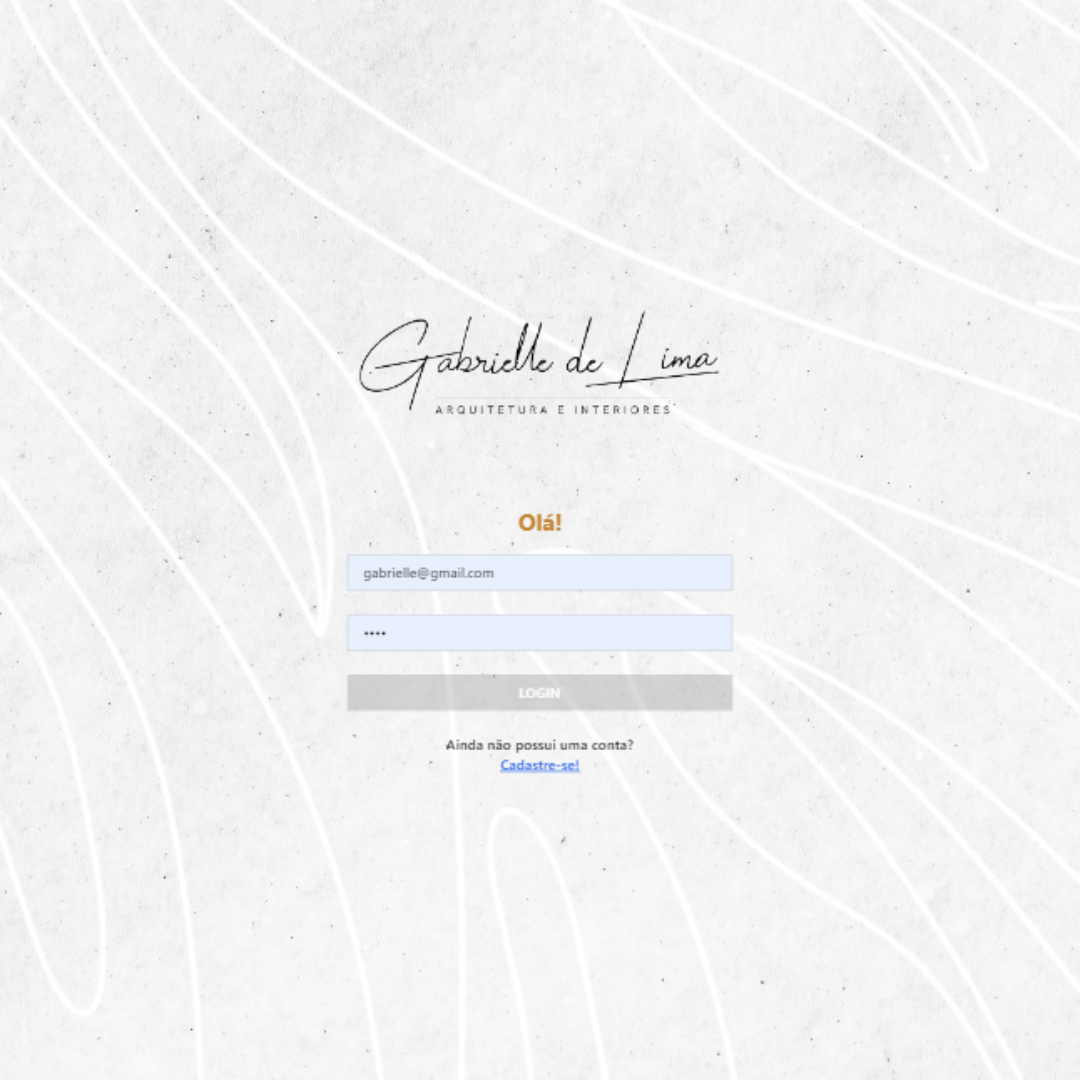 Gabrielle de Lima
ARQUITETURA E INTERIORES
Olá!
gabrielle@gmail.com
••••
LOGIN
Ainda não possui uma conta?
Cadastre-se!